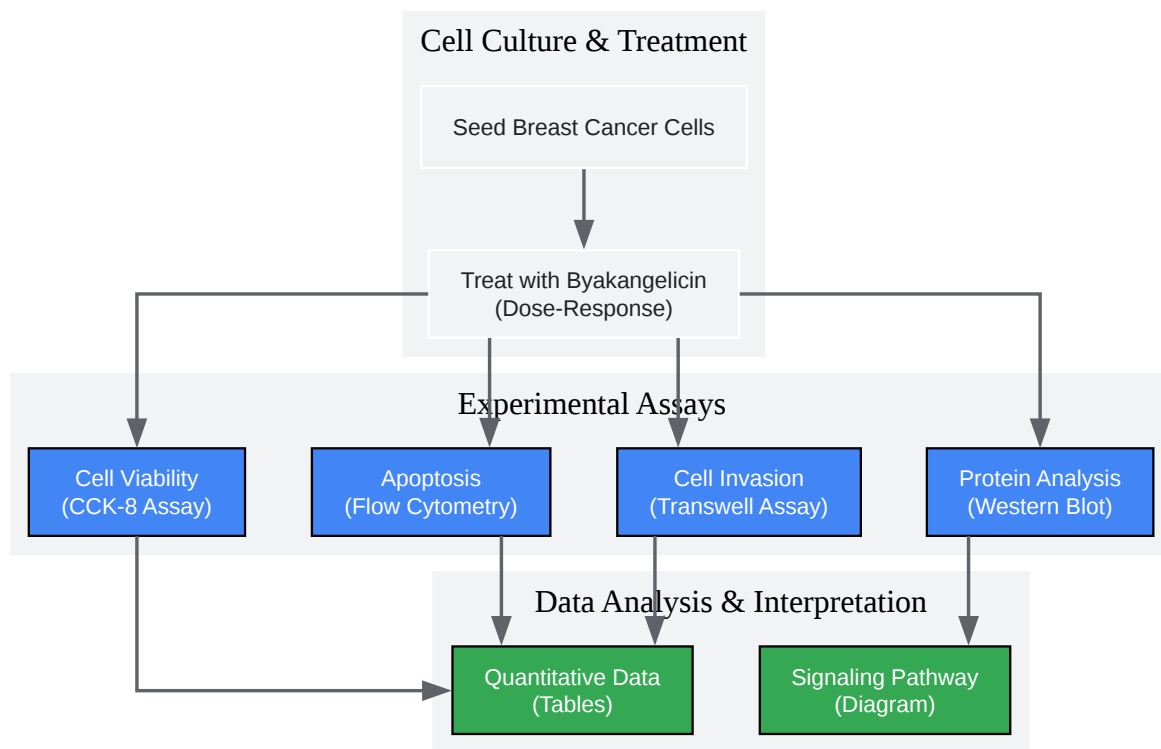 Cell Culture & Treatment
Seed Breast Cancer Cells
Treat with Byakangelicin
(Dose-Response)
Experimental Assays
Cell Viability
(CCK-8 Assay)
Apoptosis
(Flow Cytometry)
Cell Invasion
(Transwell Assay)
Protein Analysis
(Western Blot)
Data Analysis & Interpretation
Quantitative Data
(Tables)
Signaling Pathway
(Diagram)